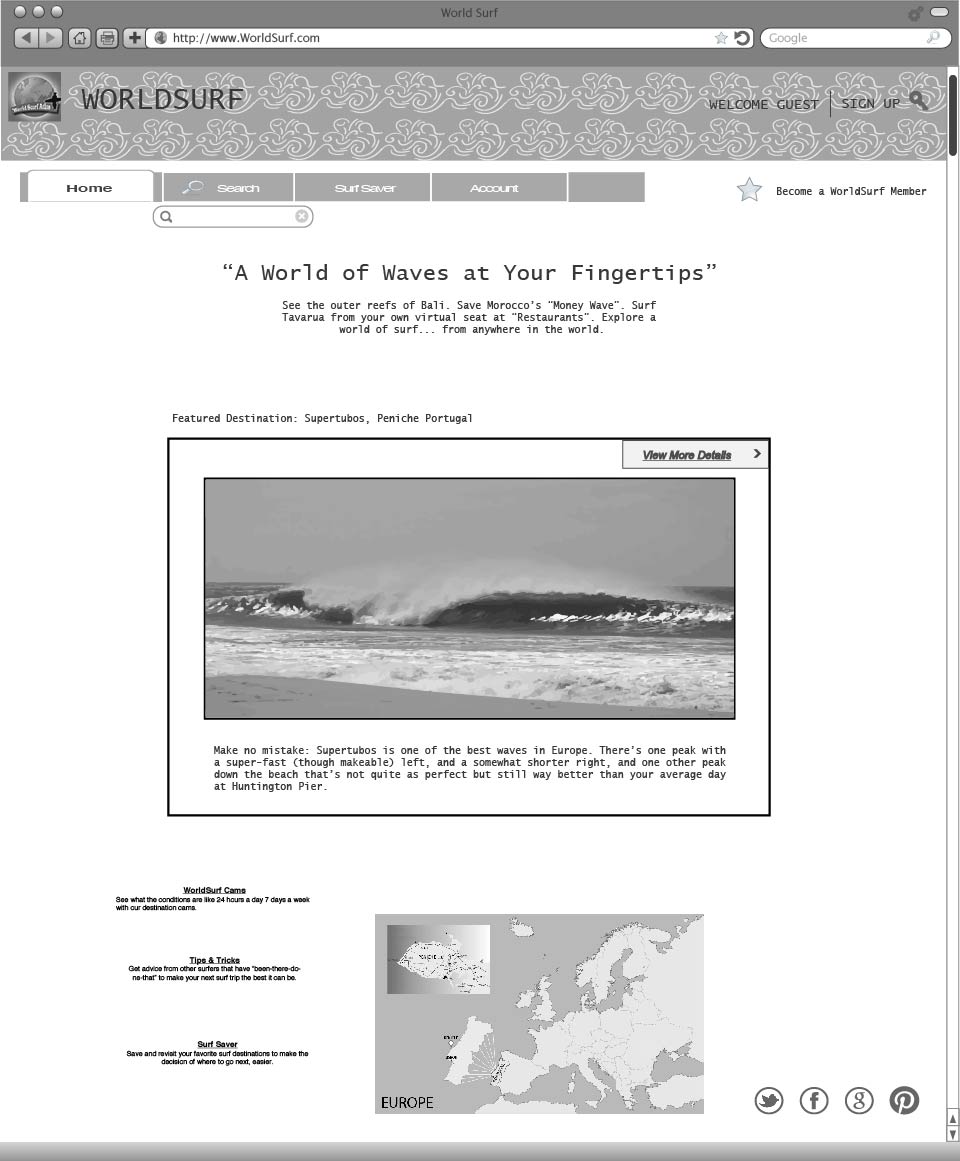 World Surf
http://www.WorldSurf.com
Google
World Surf Atlas
WORLDSURF
WELCOME GUEST
SIGN UP
Home
Search
Surf Saver
Account
Become a WorldSurf Member
“A World of Waves at Your Fingertips”
See the outer reefs of Bali. Save Morocco’s “Money Wave”. Surf
Tavarua from your own virtual seat at “Restaurants”. Explore a
world of surf... from anywhere in the world.
Featured Destination: Supertubos, Peniche Portugal
View More Details >
Make no mistake: Supertubos is one of the best waves in Europe. There’s one peak with
a super-fast (though makeable) left, and a somewhat shorter right, and one other peak
down the beach that’s not quite as perfect but still way better than your average day
at Huntington Pier.
WorldSurf Cams
See what the conditions are like 24 hours a day 7 days a week
with our destination cams.
Tips & Tricks
Get advice from other surfers that have "been-there-do-
ne-that" to make your next surf trip the best it can be.
Surf Saver
Save and revisit your favorite surf destinations to make the
decision of where to go next, easier.
EUROPE